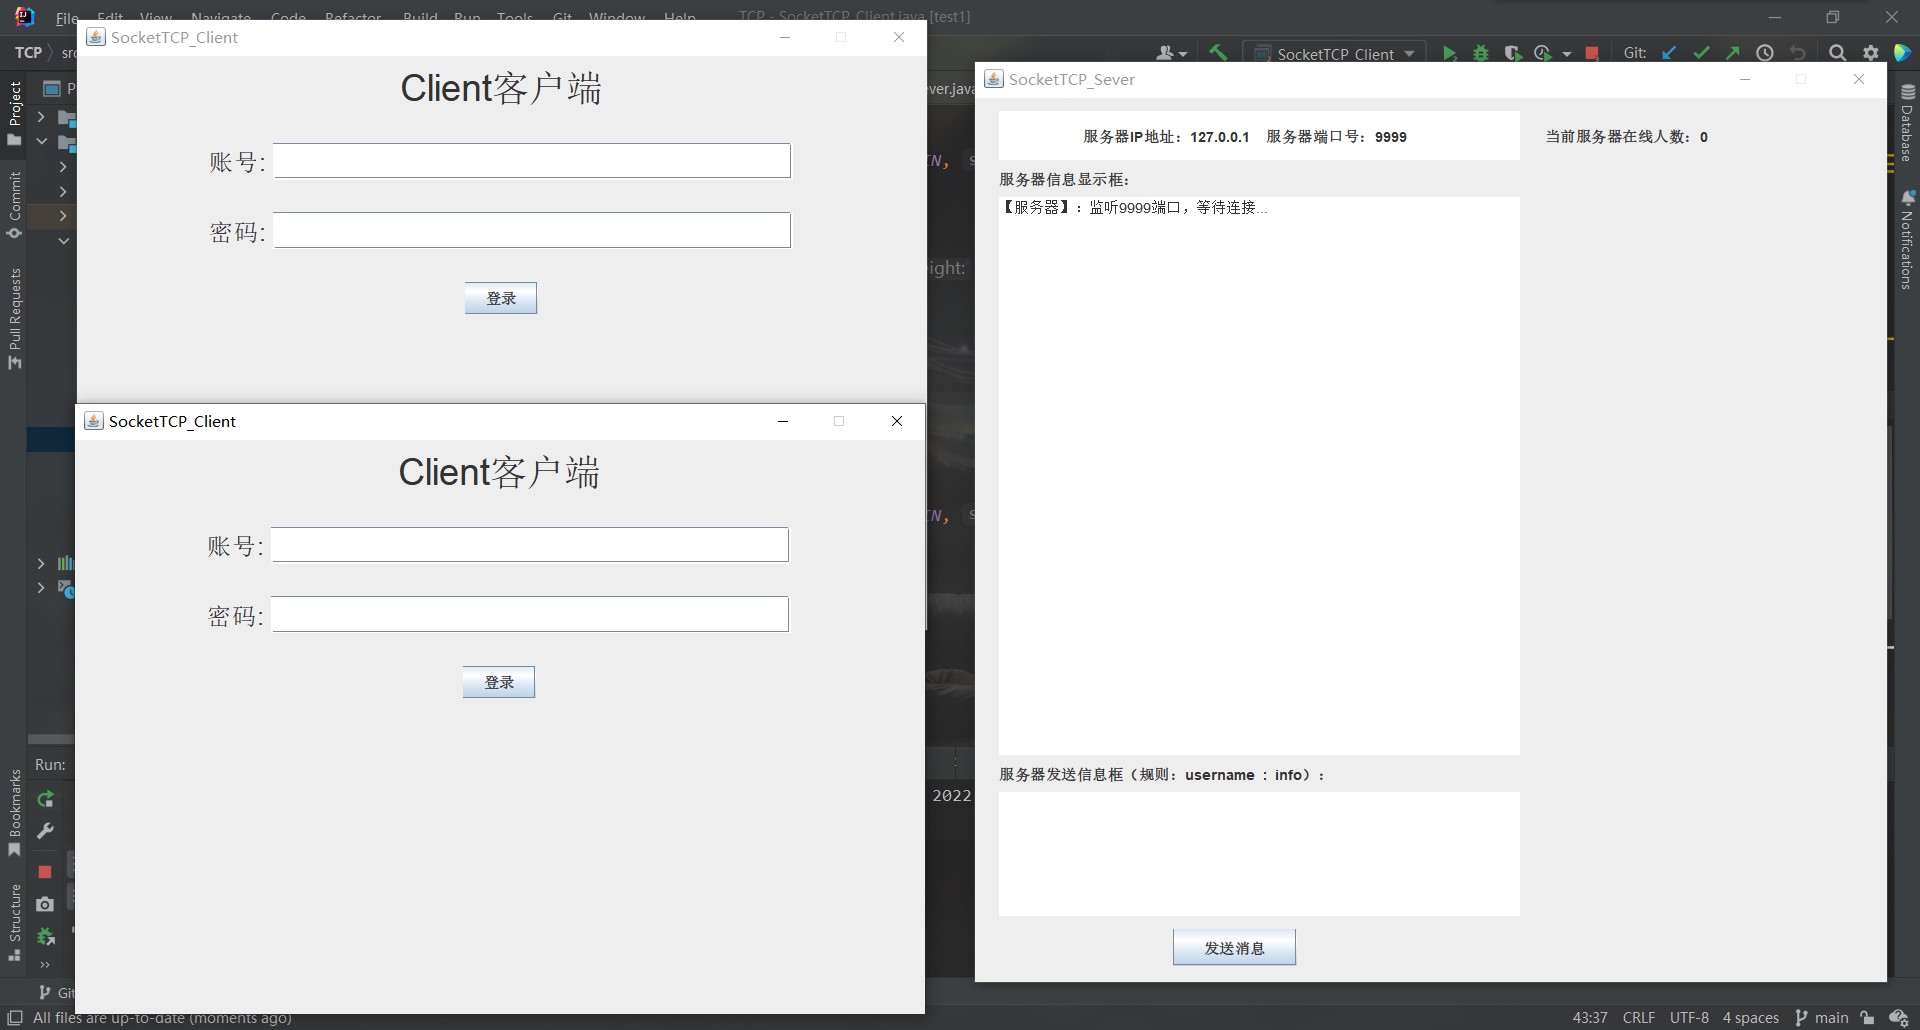 File Edit View Navigate Code Refactor Build Run Tools Git Window Help TCP - SocketTCP_Client.java [test1]
TCP
SocketTCP_Client
Git:
Project
Commit
Pull Requests
Bookmarks
Structure
SocketTCP_Client
Client客户端
账号:
密码:
登录
SocketTCP_Client
Client客户端
账号:
密码:
登录
ever.java
IN,
eight:
IN,
2022
SocketTCP_Sever
服务器IP地址：127.0.0.1 服务器端口号：9999
当前服务器在线人数：0
服务器信息显示框：
【服务器】：监听9999端口，等待连接...
服务器发送信息框（规则：username : info）：
发送消息
Database
Notifications
Run:
Git
All files are up-to-date (moments ago)
43:37 CRLF UTF-8 4 spaces main